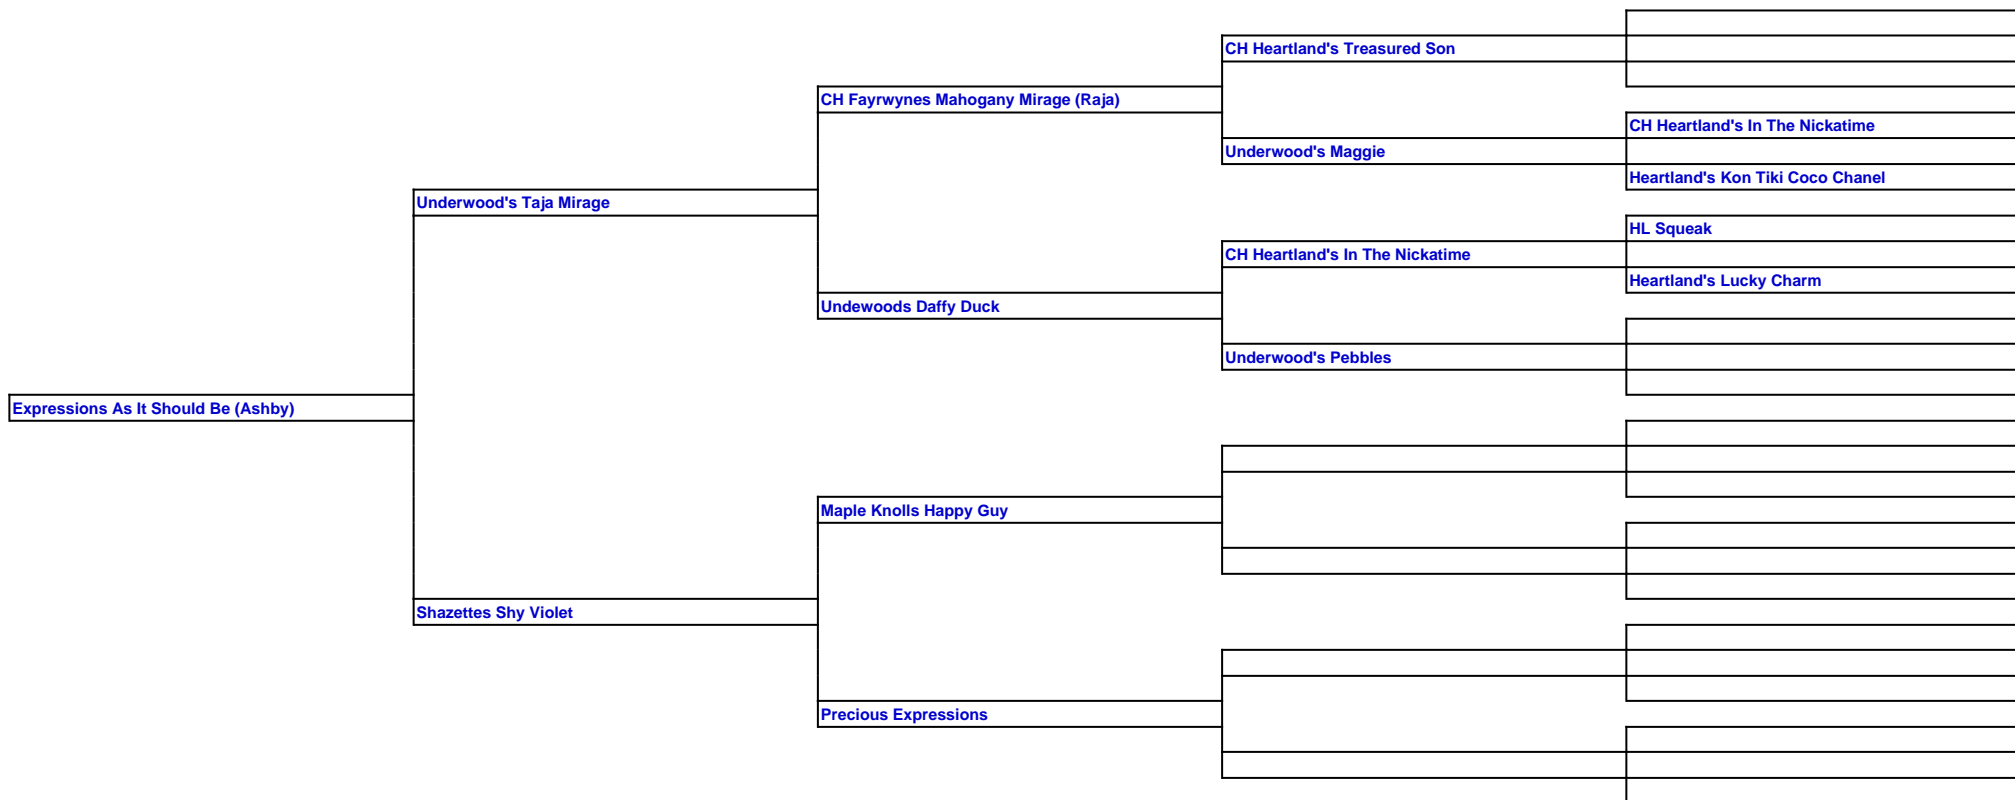 CH Heartland's Treasured Son
CH Fayrwynes Mahogany Mirage (Raja)
CH Heartland's In The Nickatime
Underwood's Maggie
Heartland's Kon Tiki Coco Chanel
Underwood's Taja Mirage
HL Squeak
CH Heartland's In The Nickatime
Heartland's Lucky Charm
Undewoods Daffy Duck
Underwood's Pebbles
Expressions As It Should Be (Ashby)
Maple Knolls Happy Guy
Shazettes Shy Violet
Precious Expressions